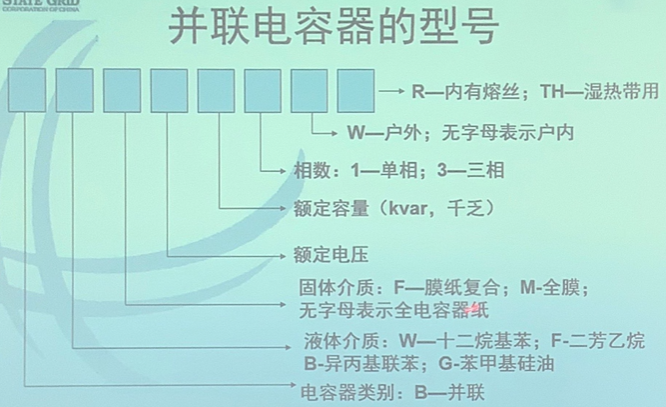 STATE GRID
CORPORATION OF CHINA
并联电容器的型号
R—内有熔丝；TH—湿热带用
W—户外；无字母表示户内
相数：1—单相；3—三相
额定容量（kvar，千乏）
额定电压
固体介质：F—膜纸复合；M-全膜；
无字母表示全电容器纸
液体介质：W—十二烷基苯；F-二芳乙烷
B-异丙基联苯；G-苯甲基硅油
电容器类别：B—并联